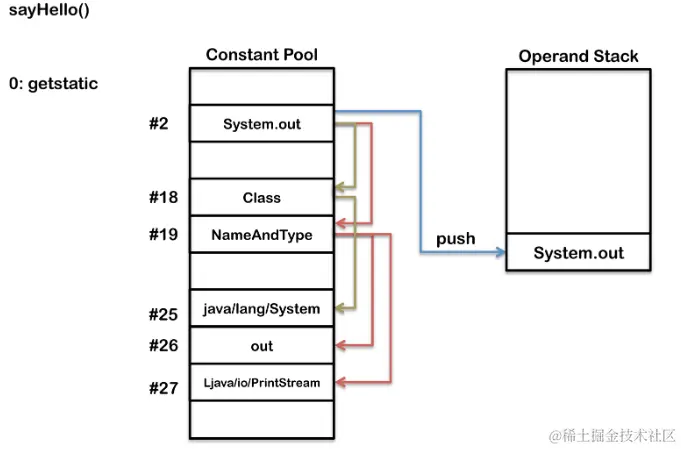 sayHello()
Constant Pool
Operand Stack
0: getstatic
#2
System.out
#18
Class
#19
NameAndType
push
System.out
#25
java/lang/System
#26
out
#27
Ljava/io/PrintStream
@稀土掘金技术社区